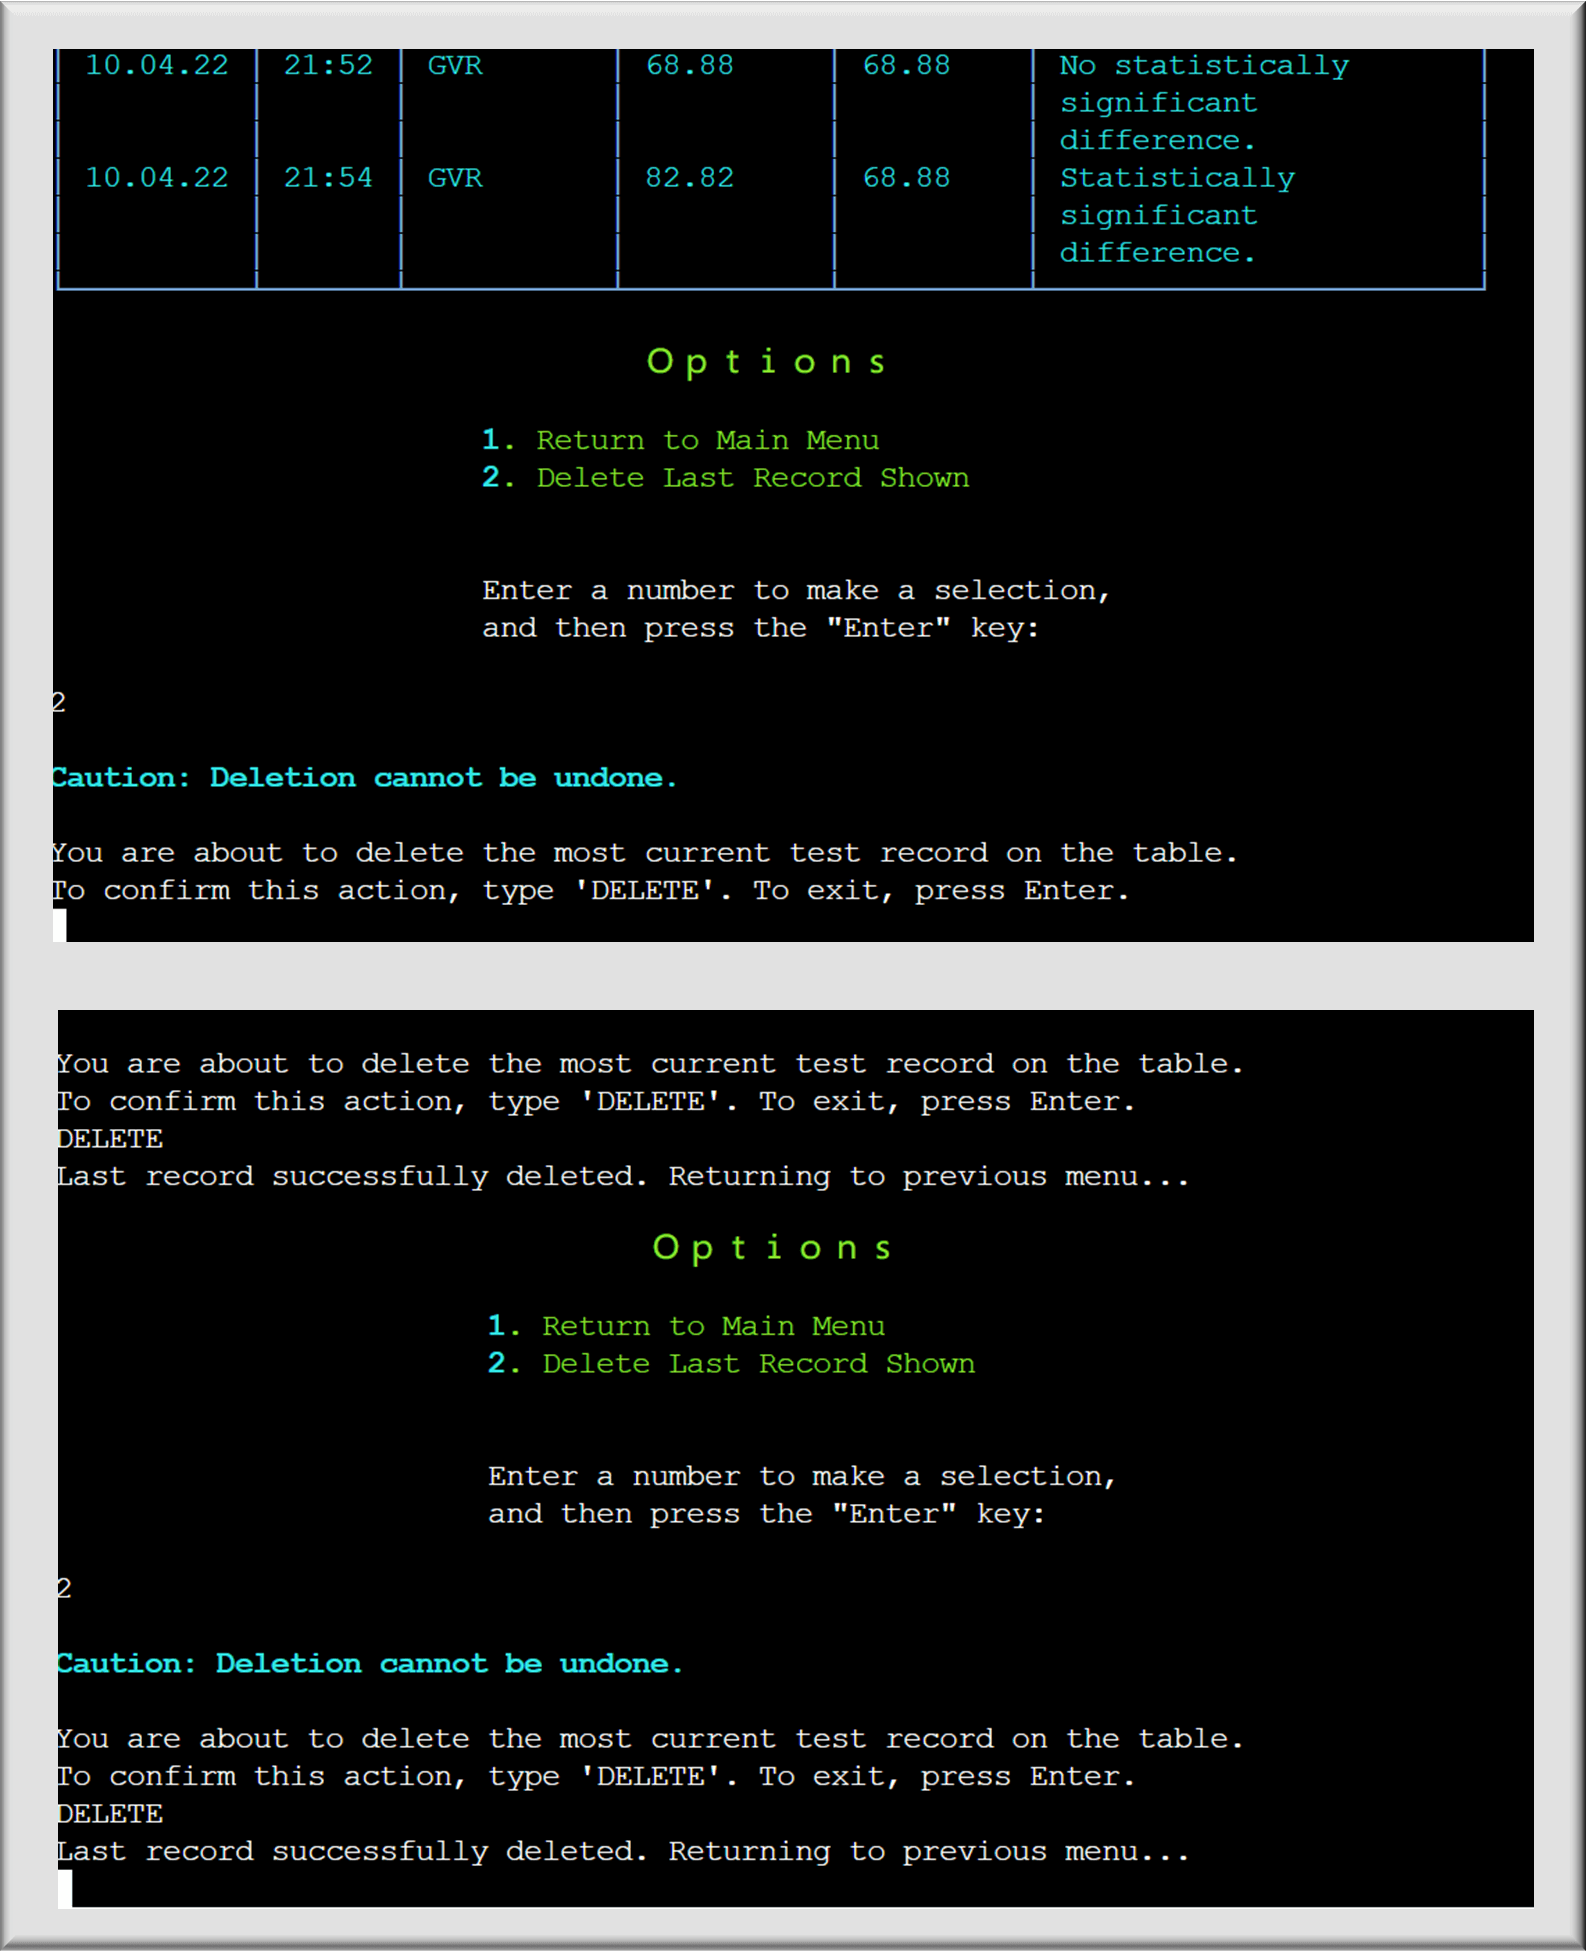 10.04.22 21:52 GVR 68.88 68.88 No statistically
significant
difference.
10.04.22 21:54 GVR 82.82 68.88 Statistically
significant
difference.
Options
1. Return to Main Menu
2. Delete Last Record Shown
Enter a number to make a selection,
and then press the "Enter" key:
2
Caution: Deletion cannot be undone.
You are about to delete the most current test record on the table.
To confirm this action, type 'DELETE'. To exit, press Enter.
You are about to delete the most current test record on the table.
To confirm this action, type 'DELETE'. To exit, press Enter.
DELETE
Last record successfully deleted. Returning to previous menu...
Options
1. Return to Main Menu
2. Delete Last Record Shown
Enter a number to make a selection,
and then press the "Enter" key:
2
Caution: Deletion cannot be undone.
You are about to delete the most current test record on the table.
To confirm this action, type 'DELETE'. To exit, press Enter.
DELETE
Last record successfully deleted. Returning to previous menu...